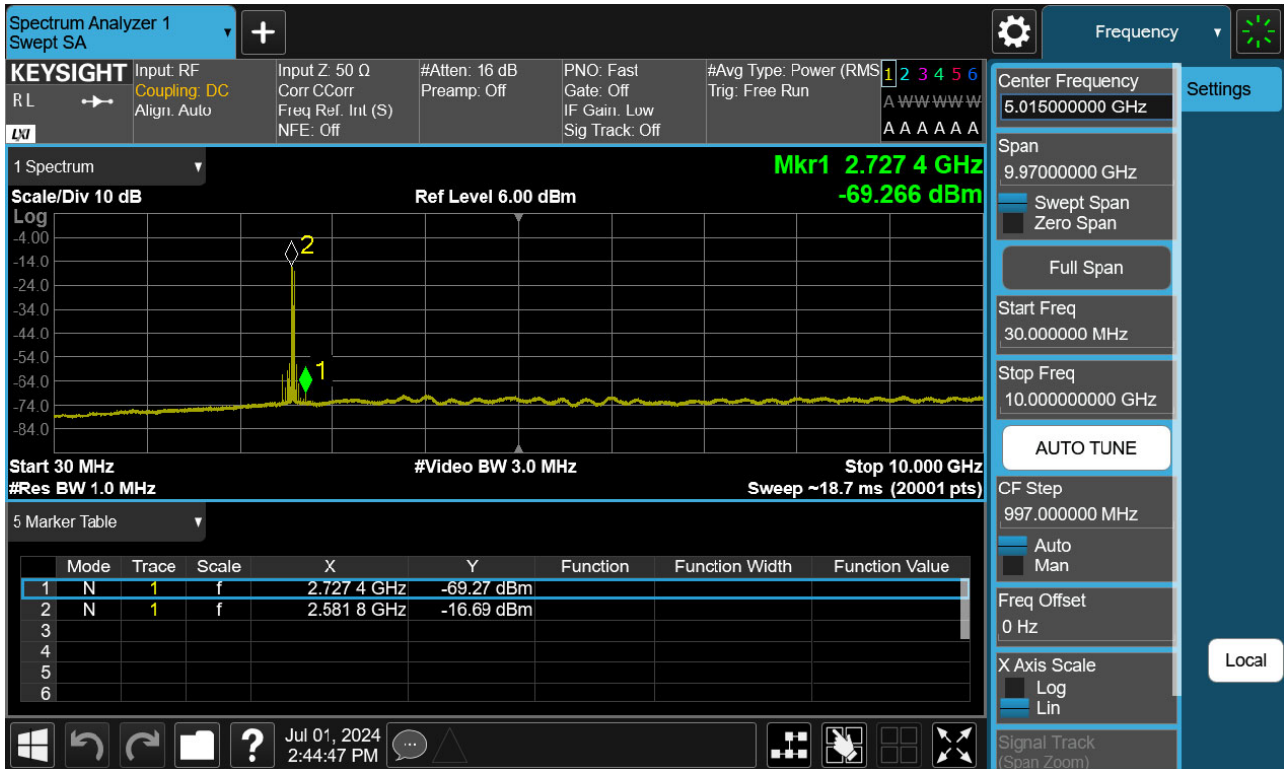 Spectrum Analyzer 1
Swept SA
+
Frequency
KEYSIGHT
R L
LXI
Input: RF
Coupling: DC
Align: Auto
Input Z: 50 Ω
Corr CCorr
Freq Ref: Int (S)
NFE: Off
#Atten: 16 dB
Preamp: Off
PNO: Fast
Gate: Off
IF Gain: Low
Sig Track: Off
#Avg Type: Power (RMS
Trig: Free Run
1 2 3 4 5 6
A W W W W W
A A A A A A
1 Spectrum
Mkr1 2.727 4 GHz
Scale/Div 10 dB
Ref Level 6.00 dBm
-69.266 dBm
Log
-4.00
-14.0
-24.0
-34.0
-44.0
-54.0
-64.0
-74.0
-84.0
2
1
Start 30 MHz
#Video BW 3.0 MHz
Stop 10.000 GHz
#Res BW 1.0 MHz
Sweep ~18.7 ms (20001 pts)
5 Marker Table
Mode Trace Scale X Y Function Function Width Function Value
1 N 1 f 2.727 4 GHz -69.27 dBm
2 N 1 f 2.581 8 GHz -16.69 dBm
3
4
5
6
?
Jul 01, 2024
2:44:47 PM
Center Frequency
5.015000000 GHz
Settings
Span
9.97000000 GHz
Swept Span
Zero Span
Full Span
Start Freq
30.000000 MHz
Stop Freq
10.000000000 GHz
AUTO TUNE
CF Step
997.000000 MHz
Auto
Man
Freq Offset
0 Hz
X Axis Scale
Log
Lin
Local
Signal Track
(Span Zoom)